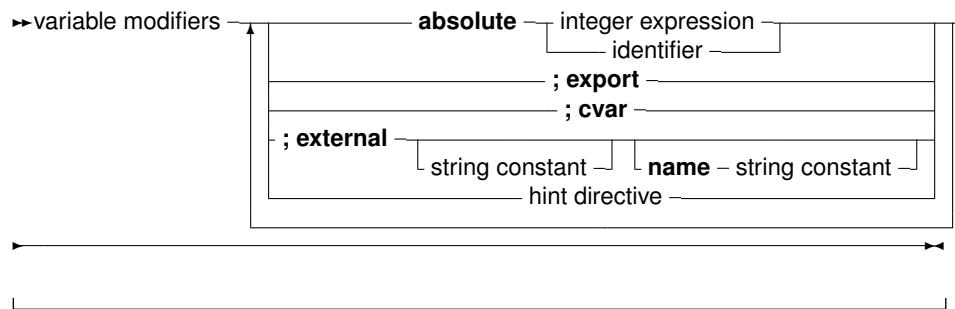 variable modifiers absolute integer expression
identifier
; export
; cvar
; external
string constant name string constant
hint directive